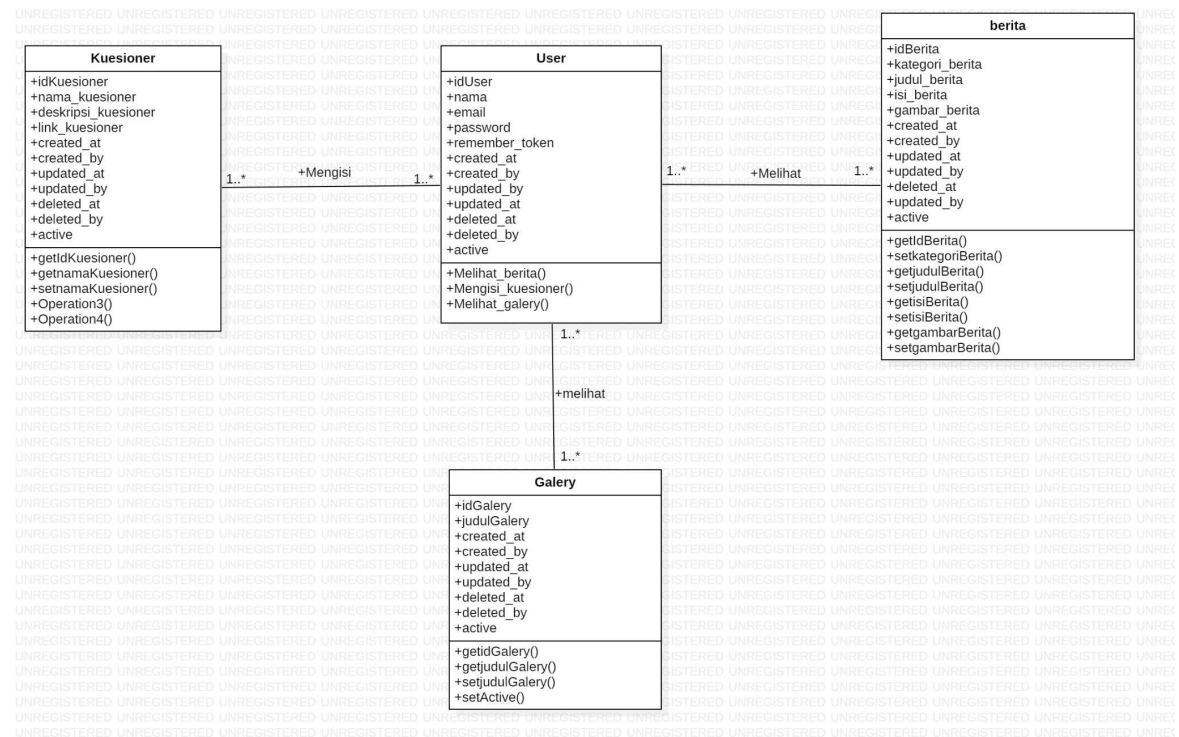 Kuesioner
+idKuesioner
+nama_kuesioner
+deskripsi_kuesioner
+link_kuesioner
+created_at
+created_by
+updated_at
+updated_by
+deleted_at
+deleted_by
+active
+getIdKuesioner()
+getnamaKuesioner()
+setnamaKuesioner()
+Operation3()
+Operation4()
1..*
+Mengisi
1..*
User
+idUser
+nama
+email
+password
+remember_token
+created_at
+created_by
+updated_by
+updated_at
+deleted_at
+deleted_by
+active
+Melihat_berita()
+Mengisi_kuesioner()
+Melihat_galery()
1..*
+Melihat
1..*
berita
+idBerita
+kategori_berita
+judul_berita
+isi_berita
+gambar_berita
+created_at
+created_by
+updated_at
+updated_by
+deleted_at
+updated_by
+active
+getIdBerita()
+setkategoriBerita()
+getjudulBerita()
+setjudulBerita()
+getisiBerita()
+setisiBerita()
+getgambarBerita()
+setgambarBerita()
1..*
+melihat
1..*
Galery
+idGalery
+judulGalery
+created_at
+created_by
+updated_at
+updated_by
+deleted_at
+deleted_by
+active
+getidGalery()
+getjudulGalery()
+setjudulGalery()
+setActive()
UNREGISTERED